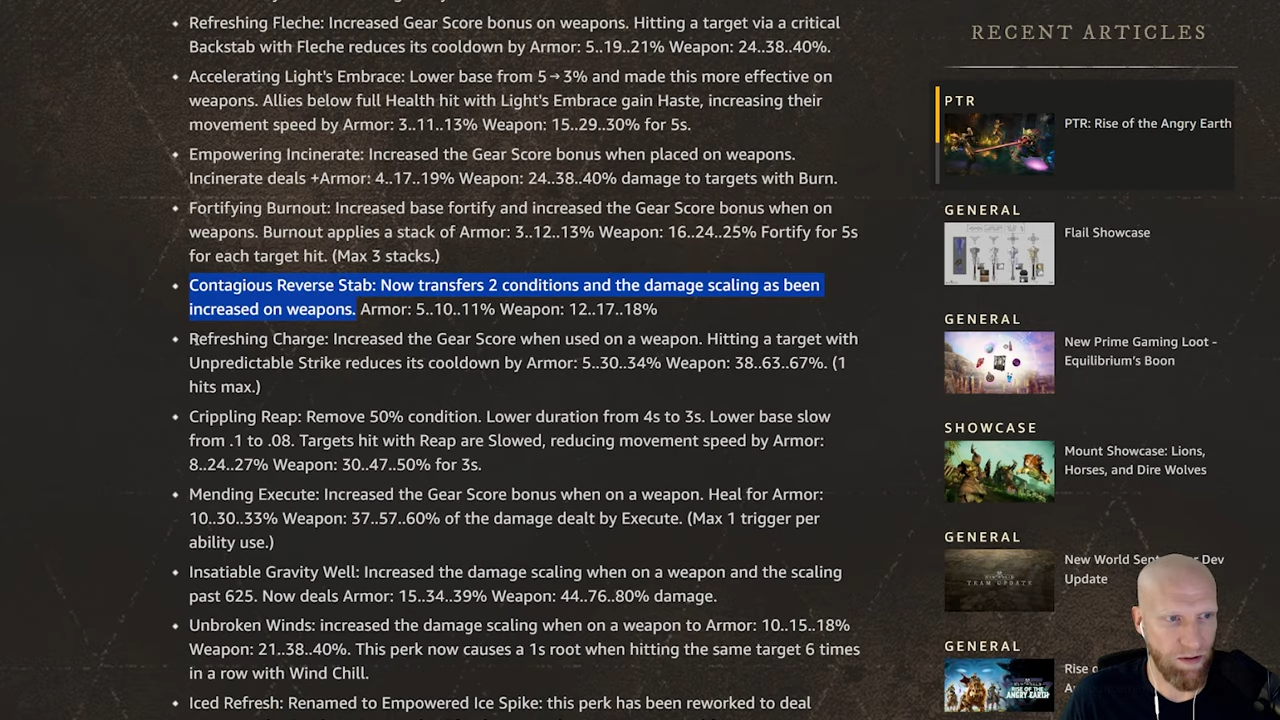 Refreshing Fleche: Increased Gear Score bonus on weapons. Hitting a target via a critical
Backstab with Fleche reduces its cooldown by Armor: 5..19..21% Weapon: 24..38..40%.
Accelerating Light's Embrace: Lower base from 5→3% and made this more effective on
weapons. Allies below full Health hit with Light's Embrace gain Haste, increasing their
movement speed by Armor: 3..11..13% Weapon: 15..29..30% for 5s.
Empowering Incinerate: Increased the Gear Score bonus when placed on weapons.
Incinerate deals +Armor: 4..17..19% Weapon: 24..38..40% damage to targets with Burn.
Fortifying Burnout: Increased base fortify and increased the Gear Score bonus when on
weapons. Burnout applies a stack of Armor: 3..12..13% Weapon: 16..24..25% Fortify for 5s
for each target hit. (Max 3 stacks.)
Contagious Reverse Stab: Now transfers 2 conditions and the damage scaling as been
increased on weapons. Armor: 5..10..11% Weapon: 12..17..18%
Refreshing Charge: Increased the Gear Score when used on a weapon. Hitting a target with
Unpredictable Strike reduces its cooldown by Armor: 5..30..34% Weapon: 38..63..67%. (1
hits max.)
Crippling Reap: Remove 50% condition. Lower duration from 4s to 3s. Lower base slow
from .1 to .08. Targets hit with Reap are Slowed, reducing movement speed by Armor:
8..24..27% Weapon: 30..47..50% for 3s.
Mending Execute: Increased the Gear Score bonus when on a weapon. Heal for Armor:
10..30..33% Weapon: 37..57..60% of the damage dealt by Execute. (Max 1 trigger per
ability use.)
Insatiable Gravity Well: Increased the damage scaling when on a weapon and the scaling
past 625. Now deals Armor: 15..34..39% Weapon: 44..76..80% damage.
Unbroken Winds: increased the damage scaling when on a weapon to Armor: 10..15..18%
Weapon: 21..38..40%. This perk now causes a 1s root when hitting the same target 6 times
in a row with Wind Chill.
Iced Refresh: Renamed to Empowered Ice Spike: this perk has been reworked to deal
RECENT ARTICLES
PTR
PTR: Rise of the Angry Earth
GENERAL
Flail Showcase
GENERAL
New Prime Gaming Loot -
Equilibrium's Boon
SHOWCASE
Mount Showcase: Lions,
Horses, and Dire Wolves
GENERAL
New World Dev
Update
TEAM UPDATE
GENERAL
RISE OF THE
ANGRY EARTH